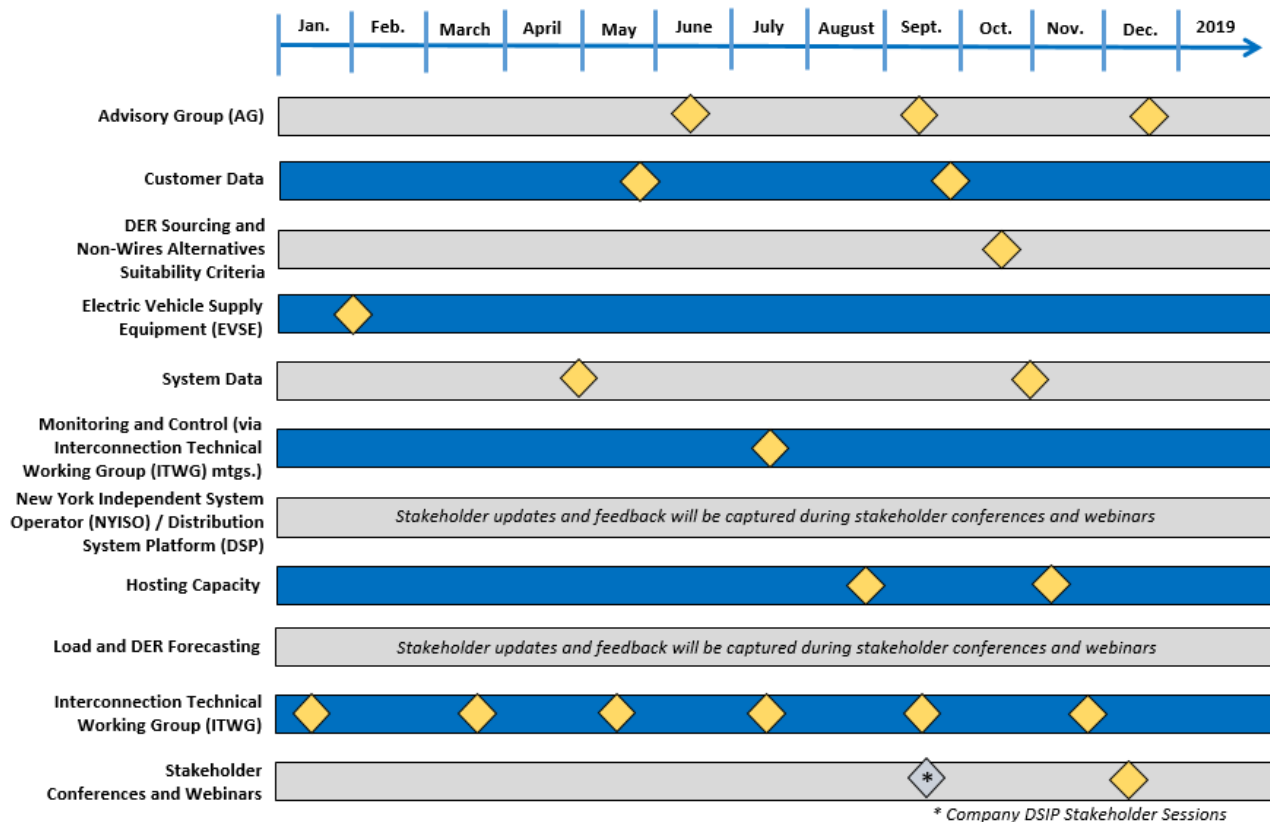 Jan. Feb. March April May June July August Sept. Oct. Nov. Dec. 2019
Advisory Group (AG)
Customer Data
DER Sourcing and
Non-Wires Alternatives
Suitability Criteria
Electric Vehicle Supply
Equipment (EVSE)
System Data
Monitoring and Control (via
Interconnection Technical
Working Group (ITWG) mtgs.)
New York Independent System
Operator (NYISO) / Distribution
System Platform (DSP)
Stakeholder updates and feedback will be captured during stakeholder conferences and webinars
Hosting Capacity
Load and DER Forecasting
Stakeholder updates and feedback will be captured during stakeholder conferences and webinars
Interconnection Technical
Working Group (ITWG)
Stakeholder
Conferences and Webinars
*
* Company DSIP Stakeholder Sessions